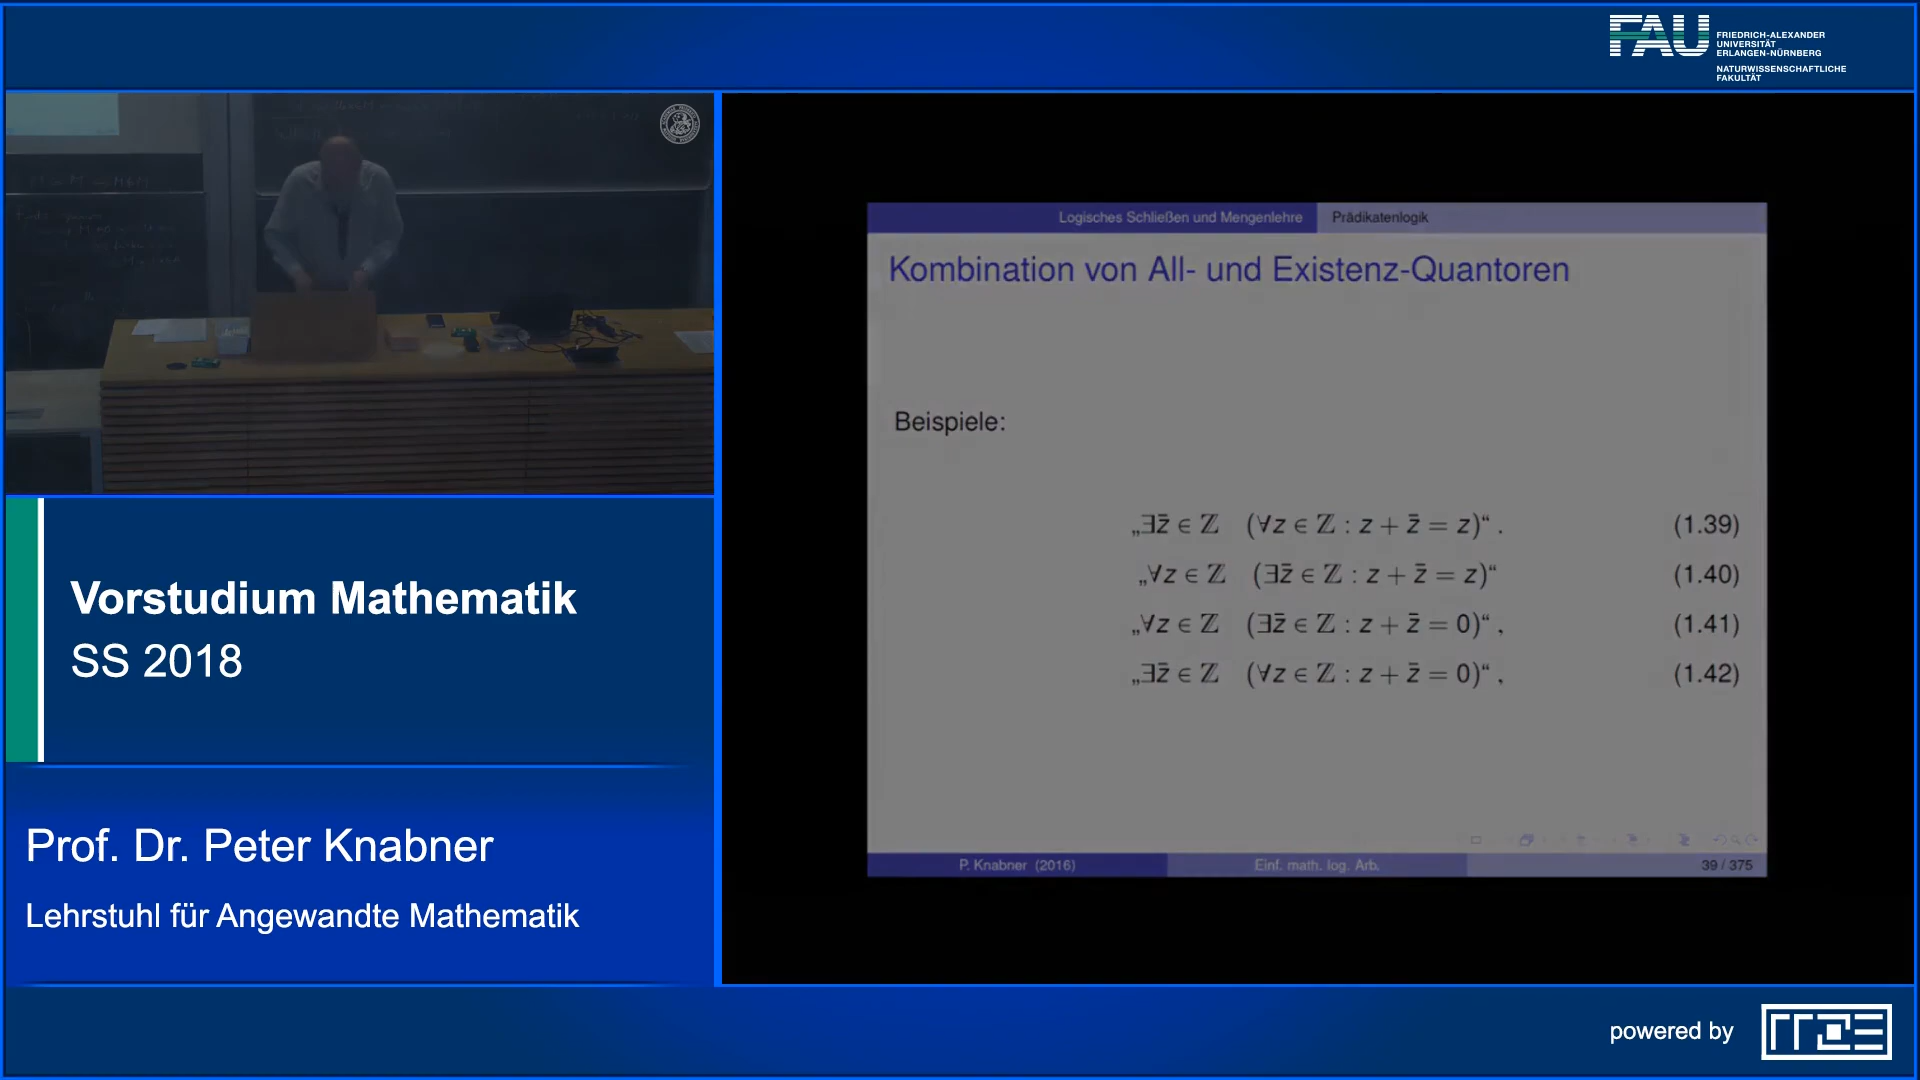 FAU
FRIEDRICH-ALEXANDER
UNIVERSITÄT
ERLANGEN-NÜRNBERG
NATURWISSENSCHAFTLICHE
FAKULTÄT
Logisches Schließen und Mengenlehre
Prädikatenlogik
Kombination von All- und Existenz-Quantoren
Beispiele:
„∃z̄ ∈ ℤ (∀z ∈ ℤ : z + z̄ = z)“ . (1.39)
„∀z ∈ ℤ (∃z̄ ∈ ℤ : z + z̄ = z)“ (1.40)
„∀z ∈ ℤ (∃z̄ ∈ ℤ : z + z̄ = 0)“ , (1.41)
„∃z̄ ∈ ℤ (∀z ∈ ℤ : z + z̄ = 0)“ , (1.42)
P. Knabner (2016)
Einf. math. log. Arb.
39 / 375
Vorstudium Mathematik
SS 2018
Prof. Dr. Peter Knabner
Lehrstuhl für Angewandte Mathematik
powered by
rrze